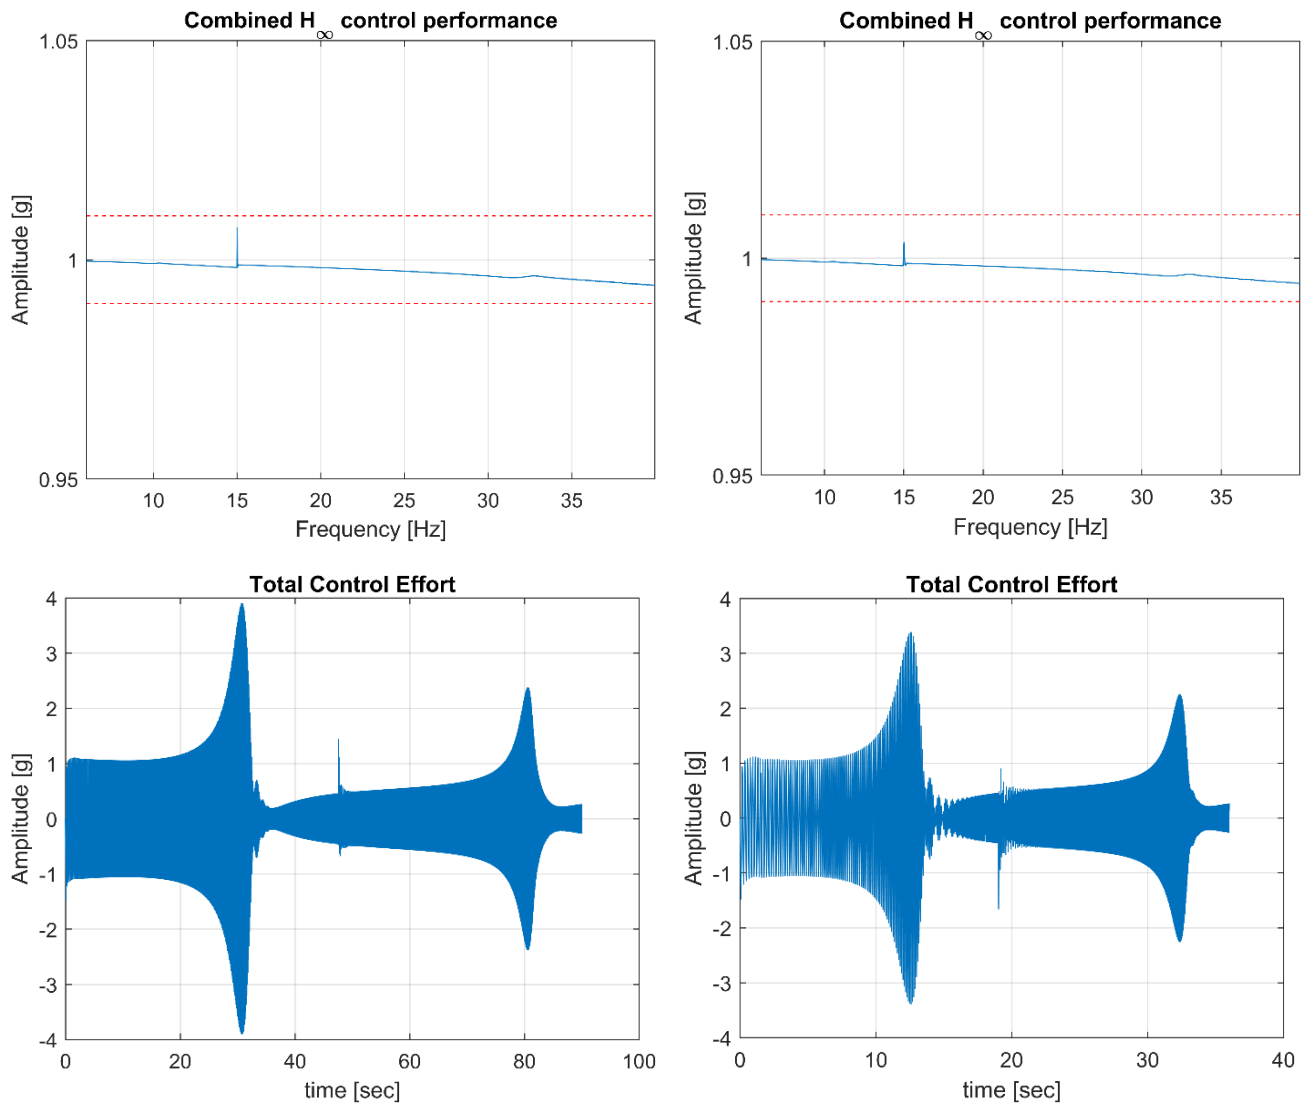 Combined H∞ control performance
1.05
1
0.95
Amplitude [g]
10 15 20 25 30 35
Frequency [Hz]
Combined H∞ control performance
1.05
1
0.95
Amplitude [g]
10 15 20 25 30 35
Frequency [Hz]
Total Control Effort
4
3
2
1
0
-1
-2
-3
-4
Amplitude [g]
0 20 40 60 80 100
time [sec]
Total Control Effort
4
3
2
1
0
-1
-2
-3
-4
Amplitude [g]
0 10 20 30 40
time [sec]